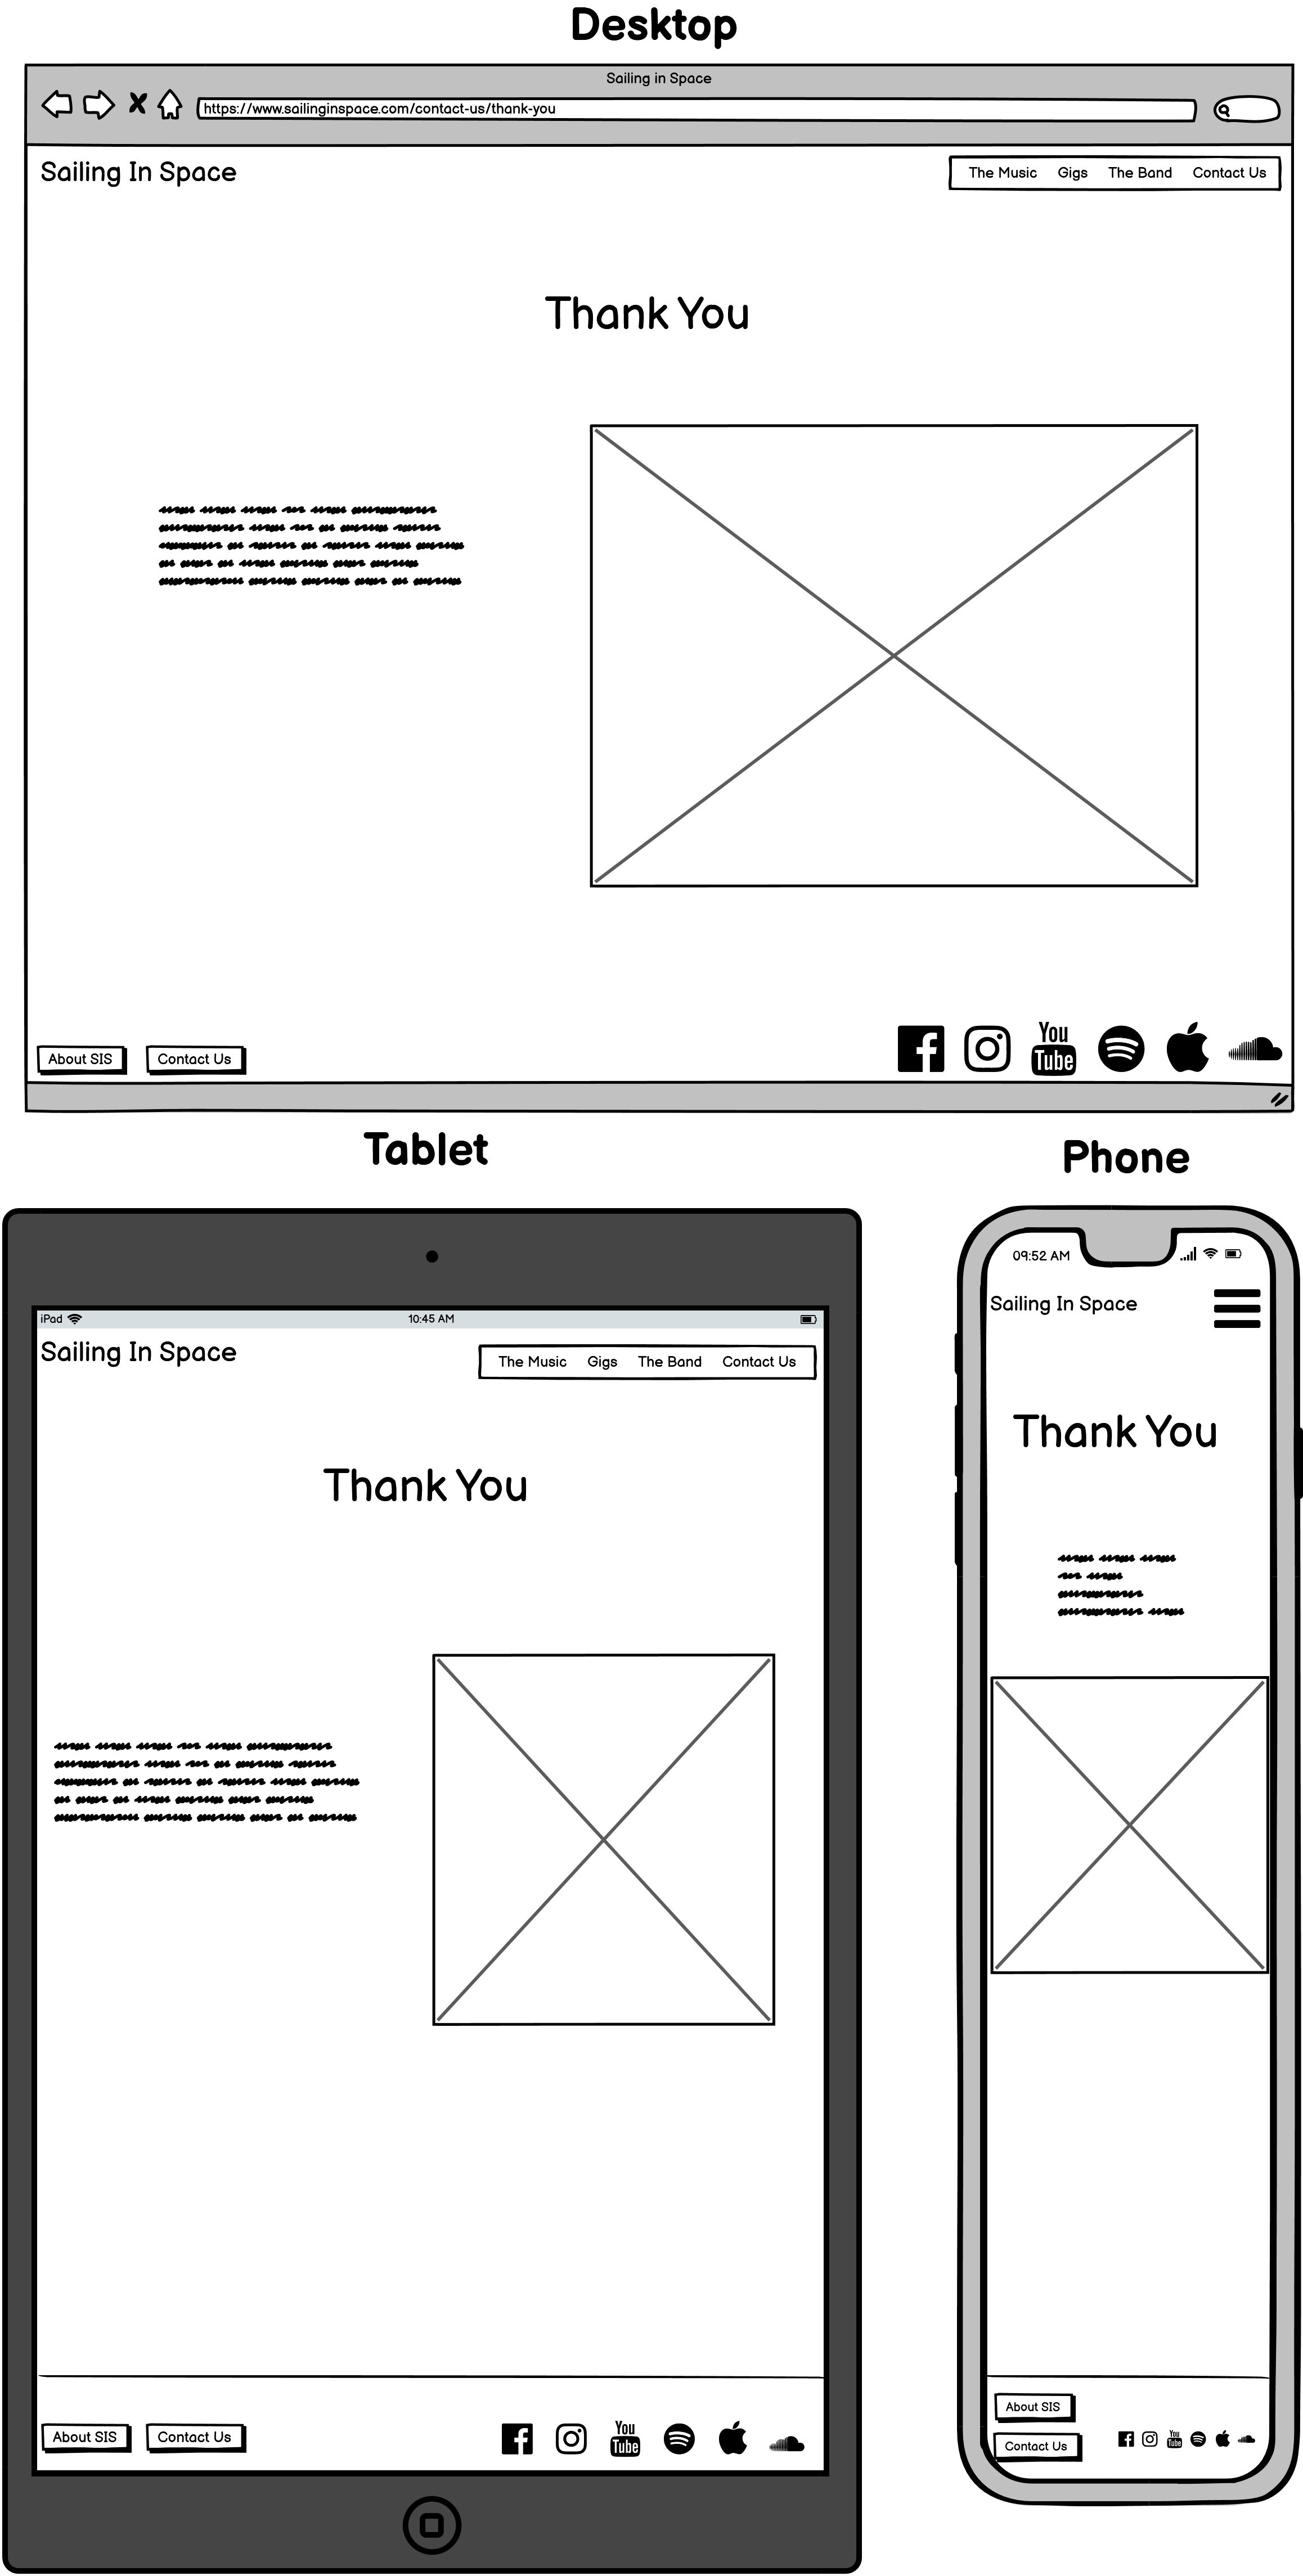 Desktop
Sailing in Space
https://www.sailinginspace.com/contact-us/thank-you
Sailing In Space
The Music Gigs The Band Contact Us
Thank You
About SIS Contact Us
You Tube
Tablet
Phone
iPad 10:45 AM
Sailing In Space
The Music Gigs The Band Contact Us
Thank You
About SIS Contact Us
You Tube
09:52 AM
Sailing In Space
Thank You
About SIS
Contact Us
You Tube